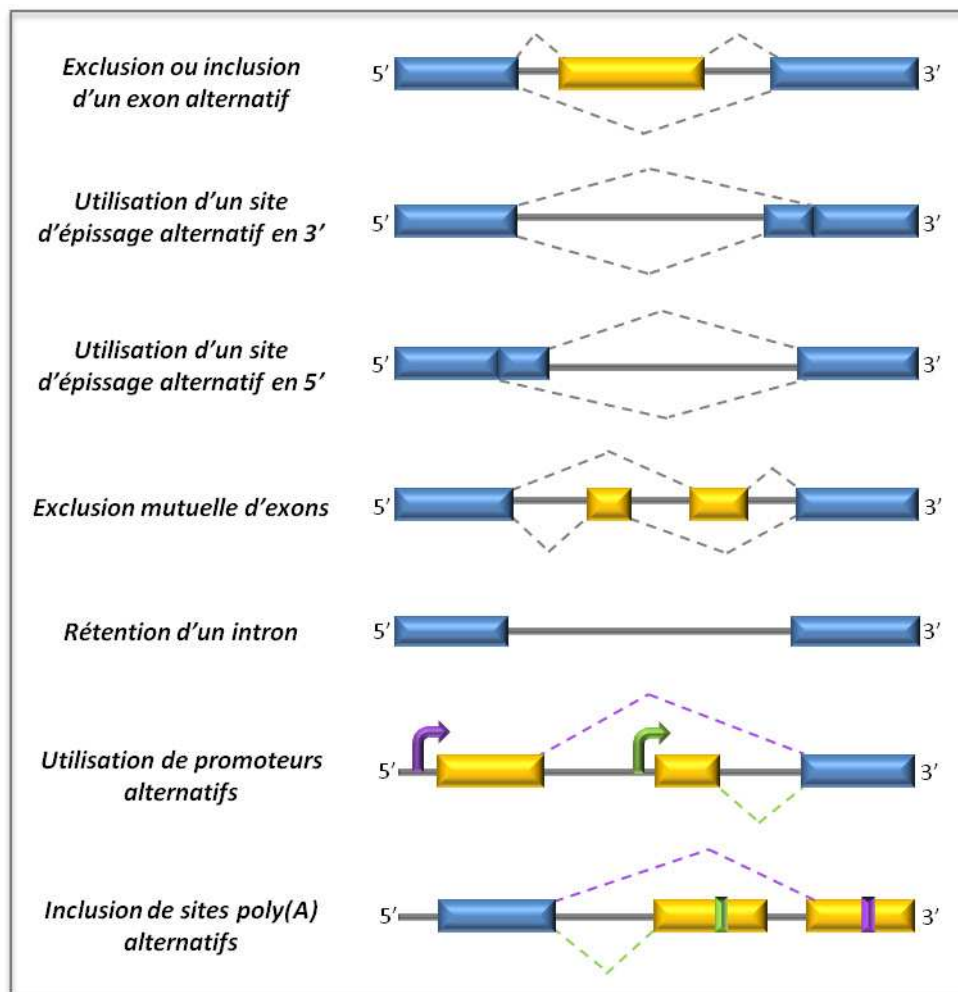 Exclusion ou inclusion
d'un exon alternatif
5' 3'
Utilisation d'un site
d'épissage alternatif en 3'
5' 3'
Utilisation d'un site
d'épissage alternatif en 5'
5' 3'
Exclusion mutuelle d'exons
5' 3'
Rétention d'un intron
5' 3'
Utilisation de promoteurs
alternatifs
5' 3'
Inclusion de sites poly(A)
alternatifs
5' 3'